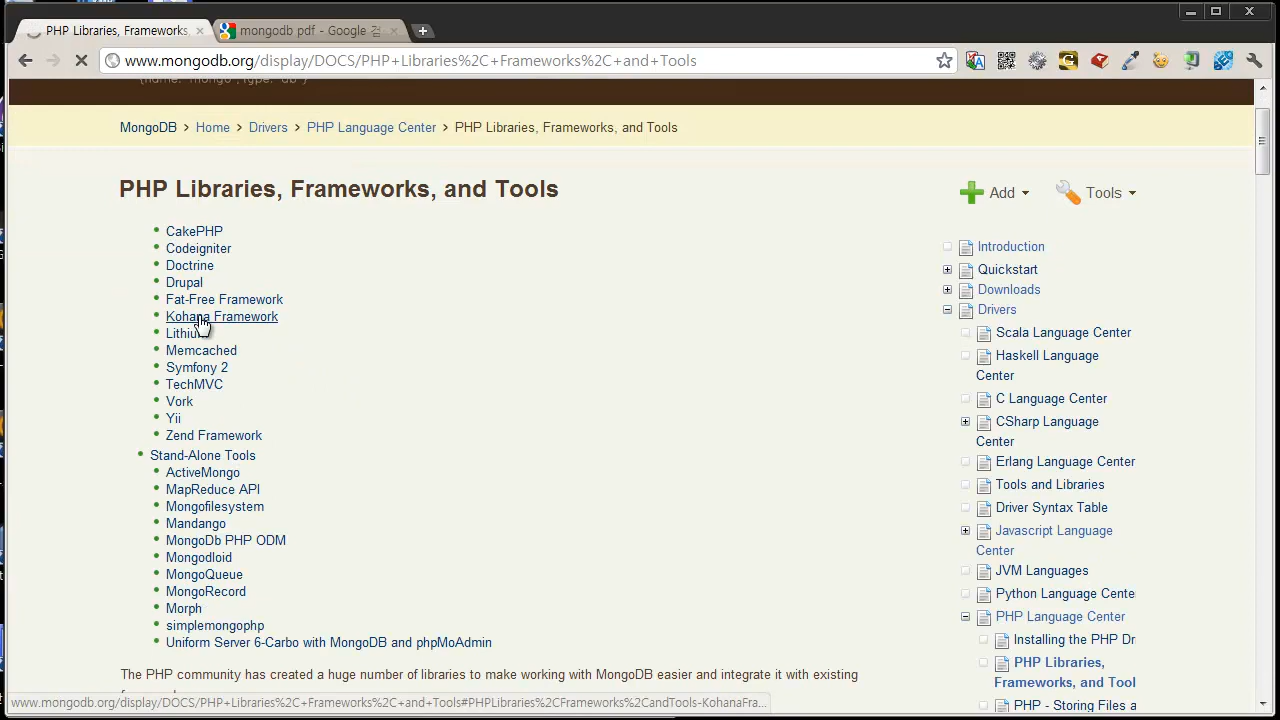 PHP Libraries, Frameworks,
mongodb pdf - Google 검
www.mongodb.org/display/DOCS/PHP+Libraries%2C+Frameworks%2C+and+Tools
{name: "mongo", type: "db"}
MongoDB > Home > Drivers > PHP Language Center > PHP Libraries, Frameworks, and Tools
PHP Libraries, Frameworks, and Tools
Add
Tools
CakePHP
Codeigniter
Doctrine
Drupal
Fat-Free Framework
Kohana Framework
Lithium
Memcached
Symfony 2
TechMVC
Vork
Yii
Zend Framework
Stand-Alone Tools
ActiveMongo
MapReduce API
Mongofilesystem
Mandango
MongoDb PHP ODM
Mongodloid
MongoQueue
MongoRecord
Morph
simplemongophp
Uniform Server 6-Carbo with MongoDB and phpMoAdmin
The PHP community has created a huge number of libraries to make working with MongoDB easier and integrate it with existing
Introduction
Quickstart
Downloads
Drivers
Scala Language Center
Haskell Language
Center
C Language Center
CSharp Language
Center
Erlang Language Center
Tools and Libraries
Driver Syntax Table
Javascript Language
Center
JVM Languages
Python Language Cente
PHP Language Center
Installing the PHP Dr
PHP Libraries,
Frameworks, and Tool
PHP - Storing Files a
www.mongodb.org/display/DOCS/PHP+Libraries%2C+Frameworks%2C+and+Tools#PHPLibraries%2CFrameworks%2CandTools-KohanaFra...